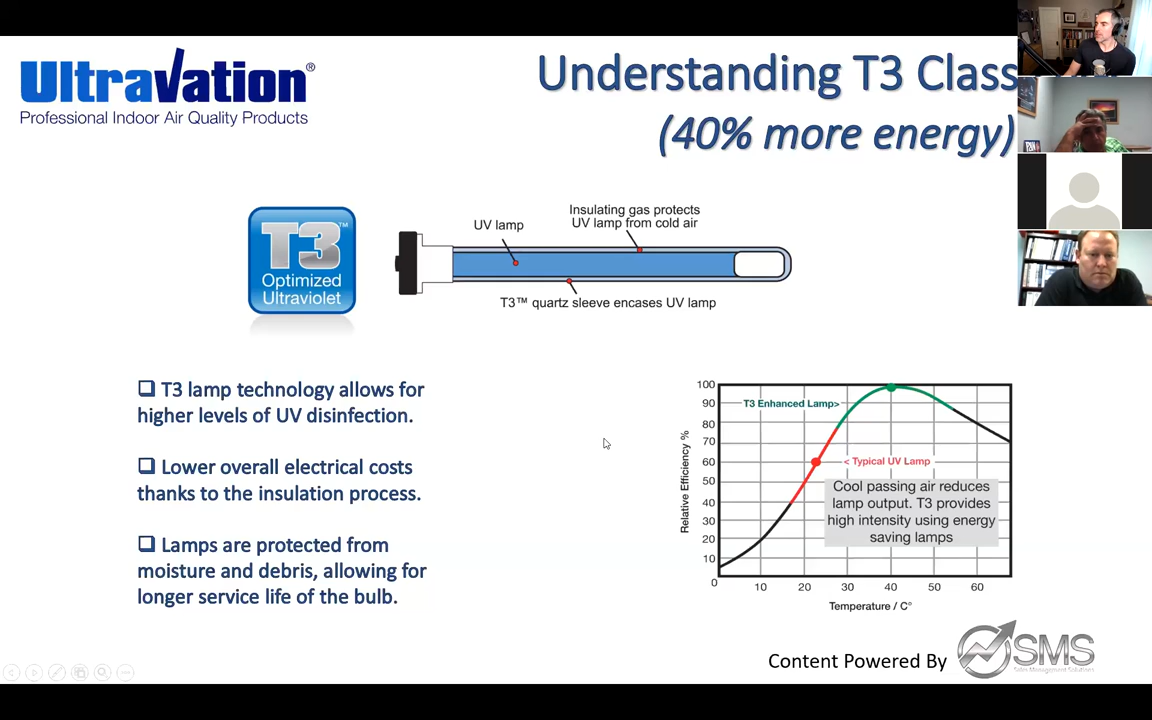 Ultravation®
Professional Indoor Air Quality Products
Understanding T3 Class
(40% more energy)
T3™
Optimized
Ultraviolet
UV lamp
Insulating gas protects
UV lamp from cold air
T3™ quartz sleeve encases UV lamp
T3 lamp technology allows for
higher levels of UV disinfection.
Lower overall electrical costs
thanks to the insulation process.
Lamps are protected from
moisture and debris, allowing for
longer service life of the bulb.
Relative Efficiency %
100
90
80
70
60
50
40
30
20
10
0
10
20
30
40
50
60
Temperature / C°
T3 Enhanced Lamp>
< Typical UV Lamp
Cool passing air reduces
lamp output. T3 provides
high intensity using energy
saving lamps
Content Powered By
SMS
Sales Management Solutions